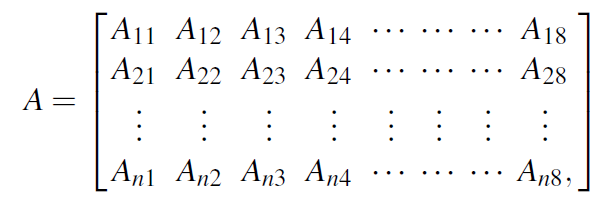 A₁₁ A₁₂ A₁₃ A₁₄ ⋯ ⋯ ⋯ A₁₈
A₂₁ A₂₂ A₂₃ A₂₄ ⋯ ⋯ ⋯ A₂₈
A =
⋮ ⋮ ⋮ ⋮ ⋮ ⋮ ⋮ ⋮
Aₙ₁ Aₙ₂ Aₙ₃ Aₙ₄ ⋯ ⋯ ⋯ Aₙ₈,